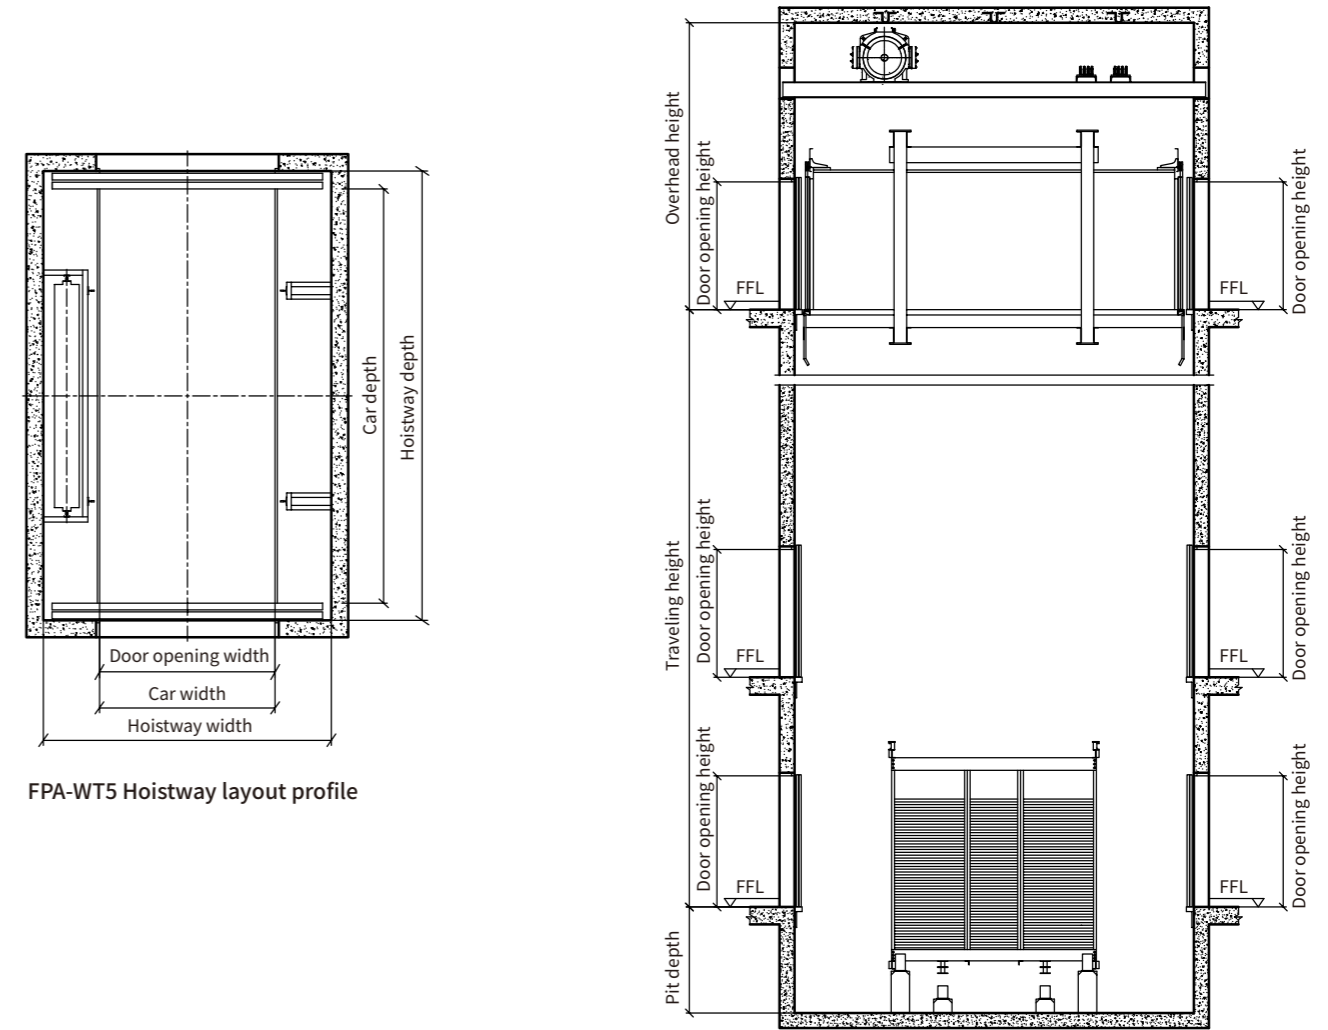 Car depth
Hoistway depth
Door opening width
Car width
Hoistway width
FPA-WT5 Hoistway layout profile
Overhead height
Door opening height
FFL
FFL
Door opening height
Traveling height
Door opening height
FFL
FFL
Door opening height
Door opening height
FFL
FFL
Door opening height
Pit depth